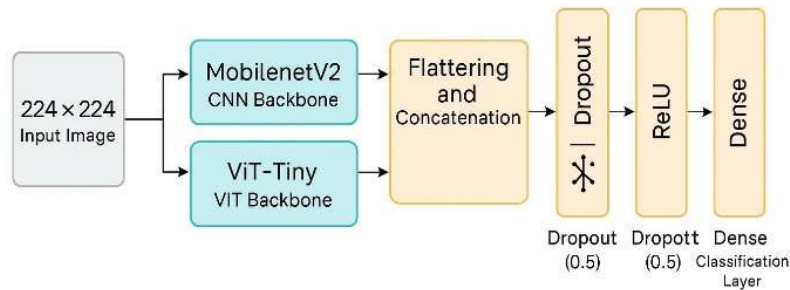 224 × 224
Input Image
MobilenetV2
CNN Backbone
ViT-Tiny
VIT Backbone
Flattering
and
Concatenation
Dropout
ReLU
Dense
Dropout
(0.5)
Dropott
(0.5)
Dense
Classification
Layer